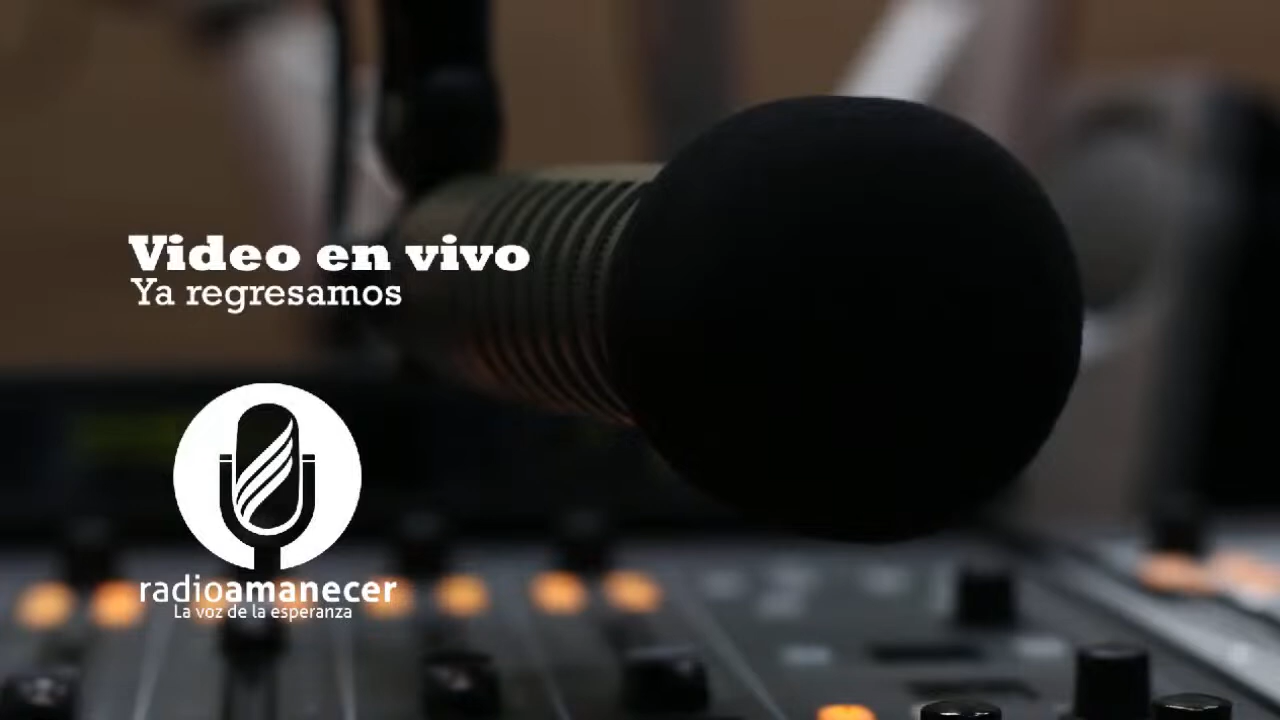 Video en vivo
Ya regresamos
radioamanecer
La voz de la esperanza